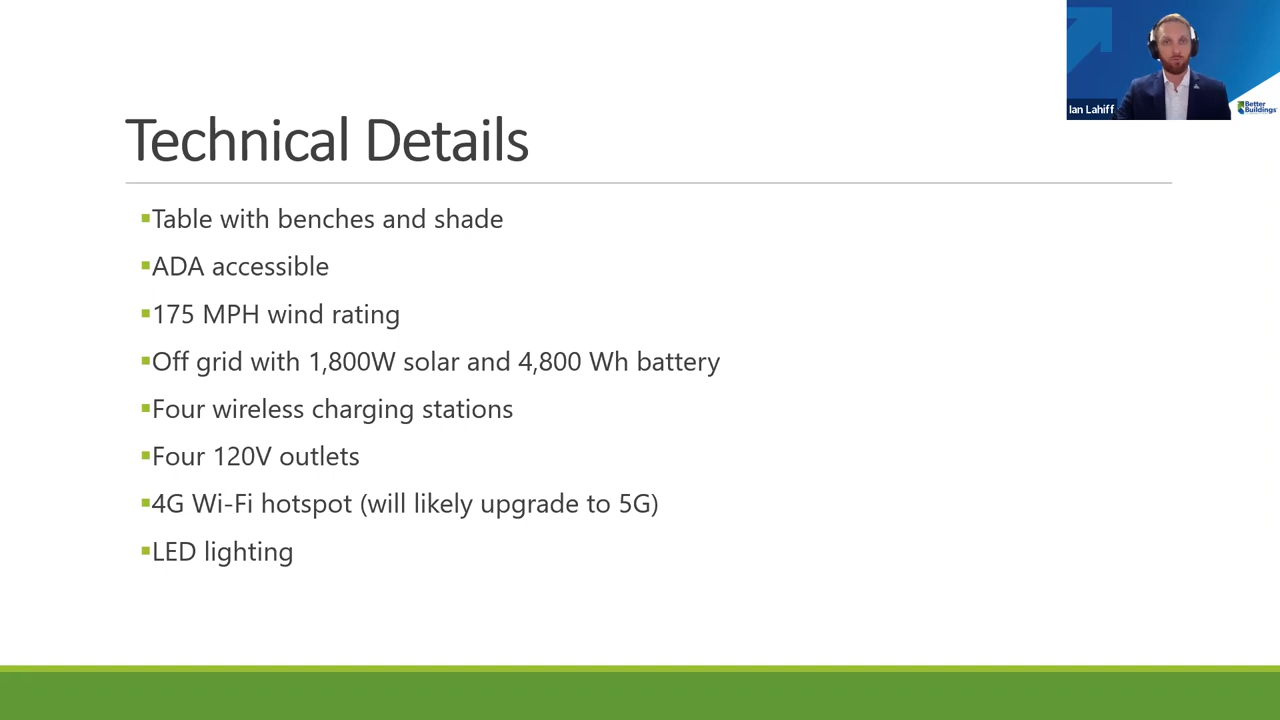 Ian Lahiff
Better
Buildings
Technical Details
Table with benches and shade
ADA accessible
175 MPH wind rating
Off grid with 1,800W solar and 4,800 Wh battery
Four wireless charging stations
Four 120V outlets
4G Wi-Fi hotspot (will likely upgrade to 5G)
LED lighting